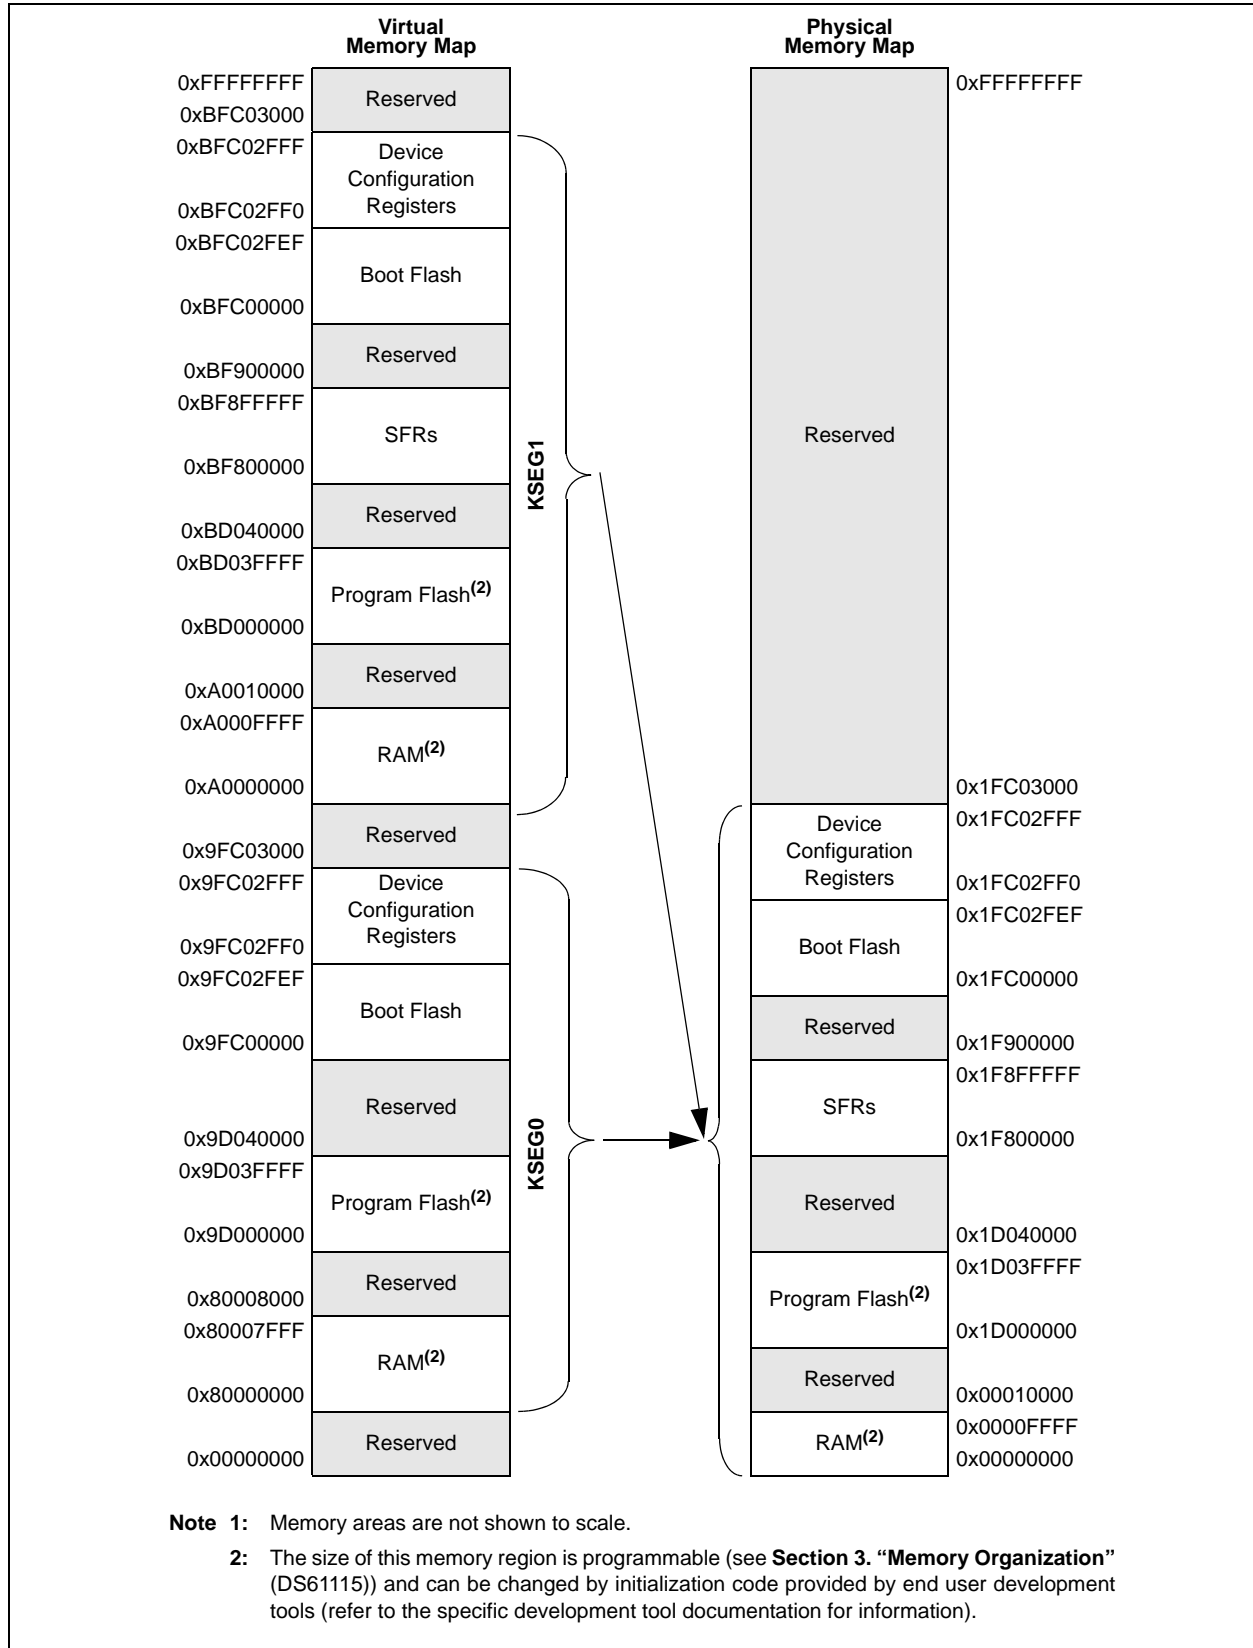 Virtual
Memory Map
0xFFFFFFFF
Reserved
0xBFC03000
0xBFC02FFF
Device
Configuration
Registers
0xBFC02FF0
0xBFC02FEF
Boot Flash
0xBFC00000
Reserved
0xBF900000
0xBF8FFFFF
SFRs
0xBF800000
Reserved
0xBD040000
0xBD03FFFF
Program Flash(2)
0xBD000000
Reserved
0xA0010000
0xA000FFFF
RAM(2)
0xA0000000
Reserved
0x9FC03000
0x9FC02FFF
Device
Configuration
Registers
0x9FC02FF0
0x9FC02FEF
Boot Flash
0x9FC00000
Reserved
0x9D040000
0x9D03FFFF
Program Flash(2)
0x9D000000
Reserved
0x80008000
0x80007FFF
RAM(2)
0x80000000
Reserved
0x00000000
KSEG1
KSEG0
Physical
Memory Map
0xFFFFFFFF
Reserved
0x1FC03000
0x1FC02FFF
Device
Configuration
Registers
0x1FC02FF0
0x1FC02FEF
Boot Flash
0x1FC00000
Reserved
0x1F900000
0x1F8FFFFF
SFRs
0x1F800000
Reserved
0x1D040000
0x1D03FFFF
Program Flash(2)
0x1D000000
Reserved
0x00010000
0x0000FFFF
RAM(2)
0x00000000
Note 1: Memory areas are not shown to scale.
2: The size of this memory region is programmable (see Section 3. “Memory Organization”
(DS61115)) and can be changed by initialization code provided by end user development
tools (refer to the specific development tool documentation for information).